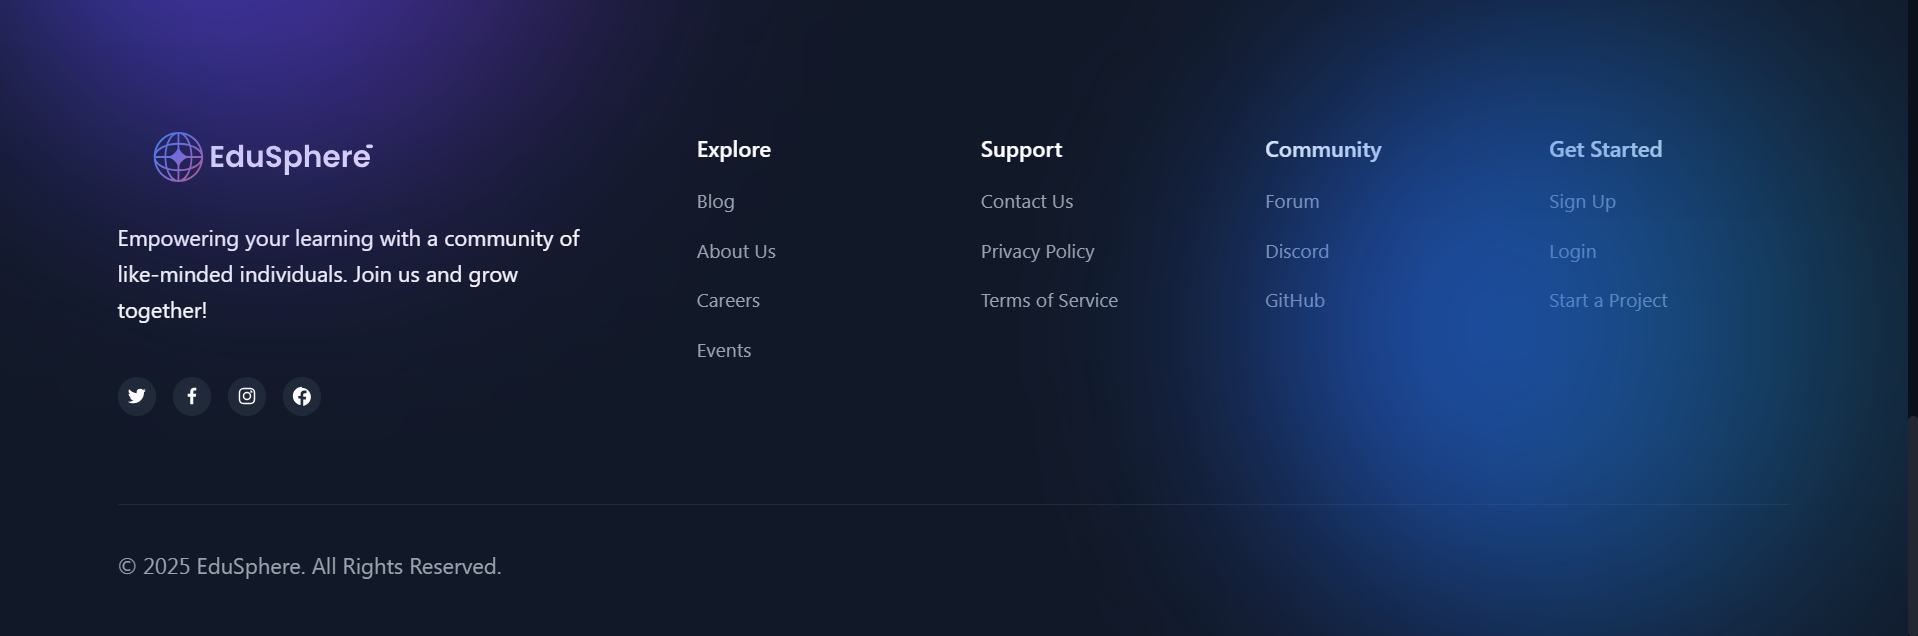 EduSphere
Empowering your learning with a community of
like-minded individuals. Join us and grow
together!
Explore
Blog
About Us
Careers
Events
Support
Contact Us
Privacy Policy
Terms of Service
Community
Forum
Discord
GitHub
Get Started
Sign Up
Login
Start a Project
© 2025 EduSphere. All Rights Reserved.